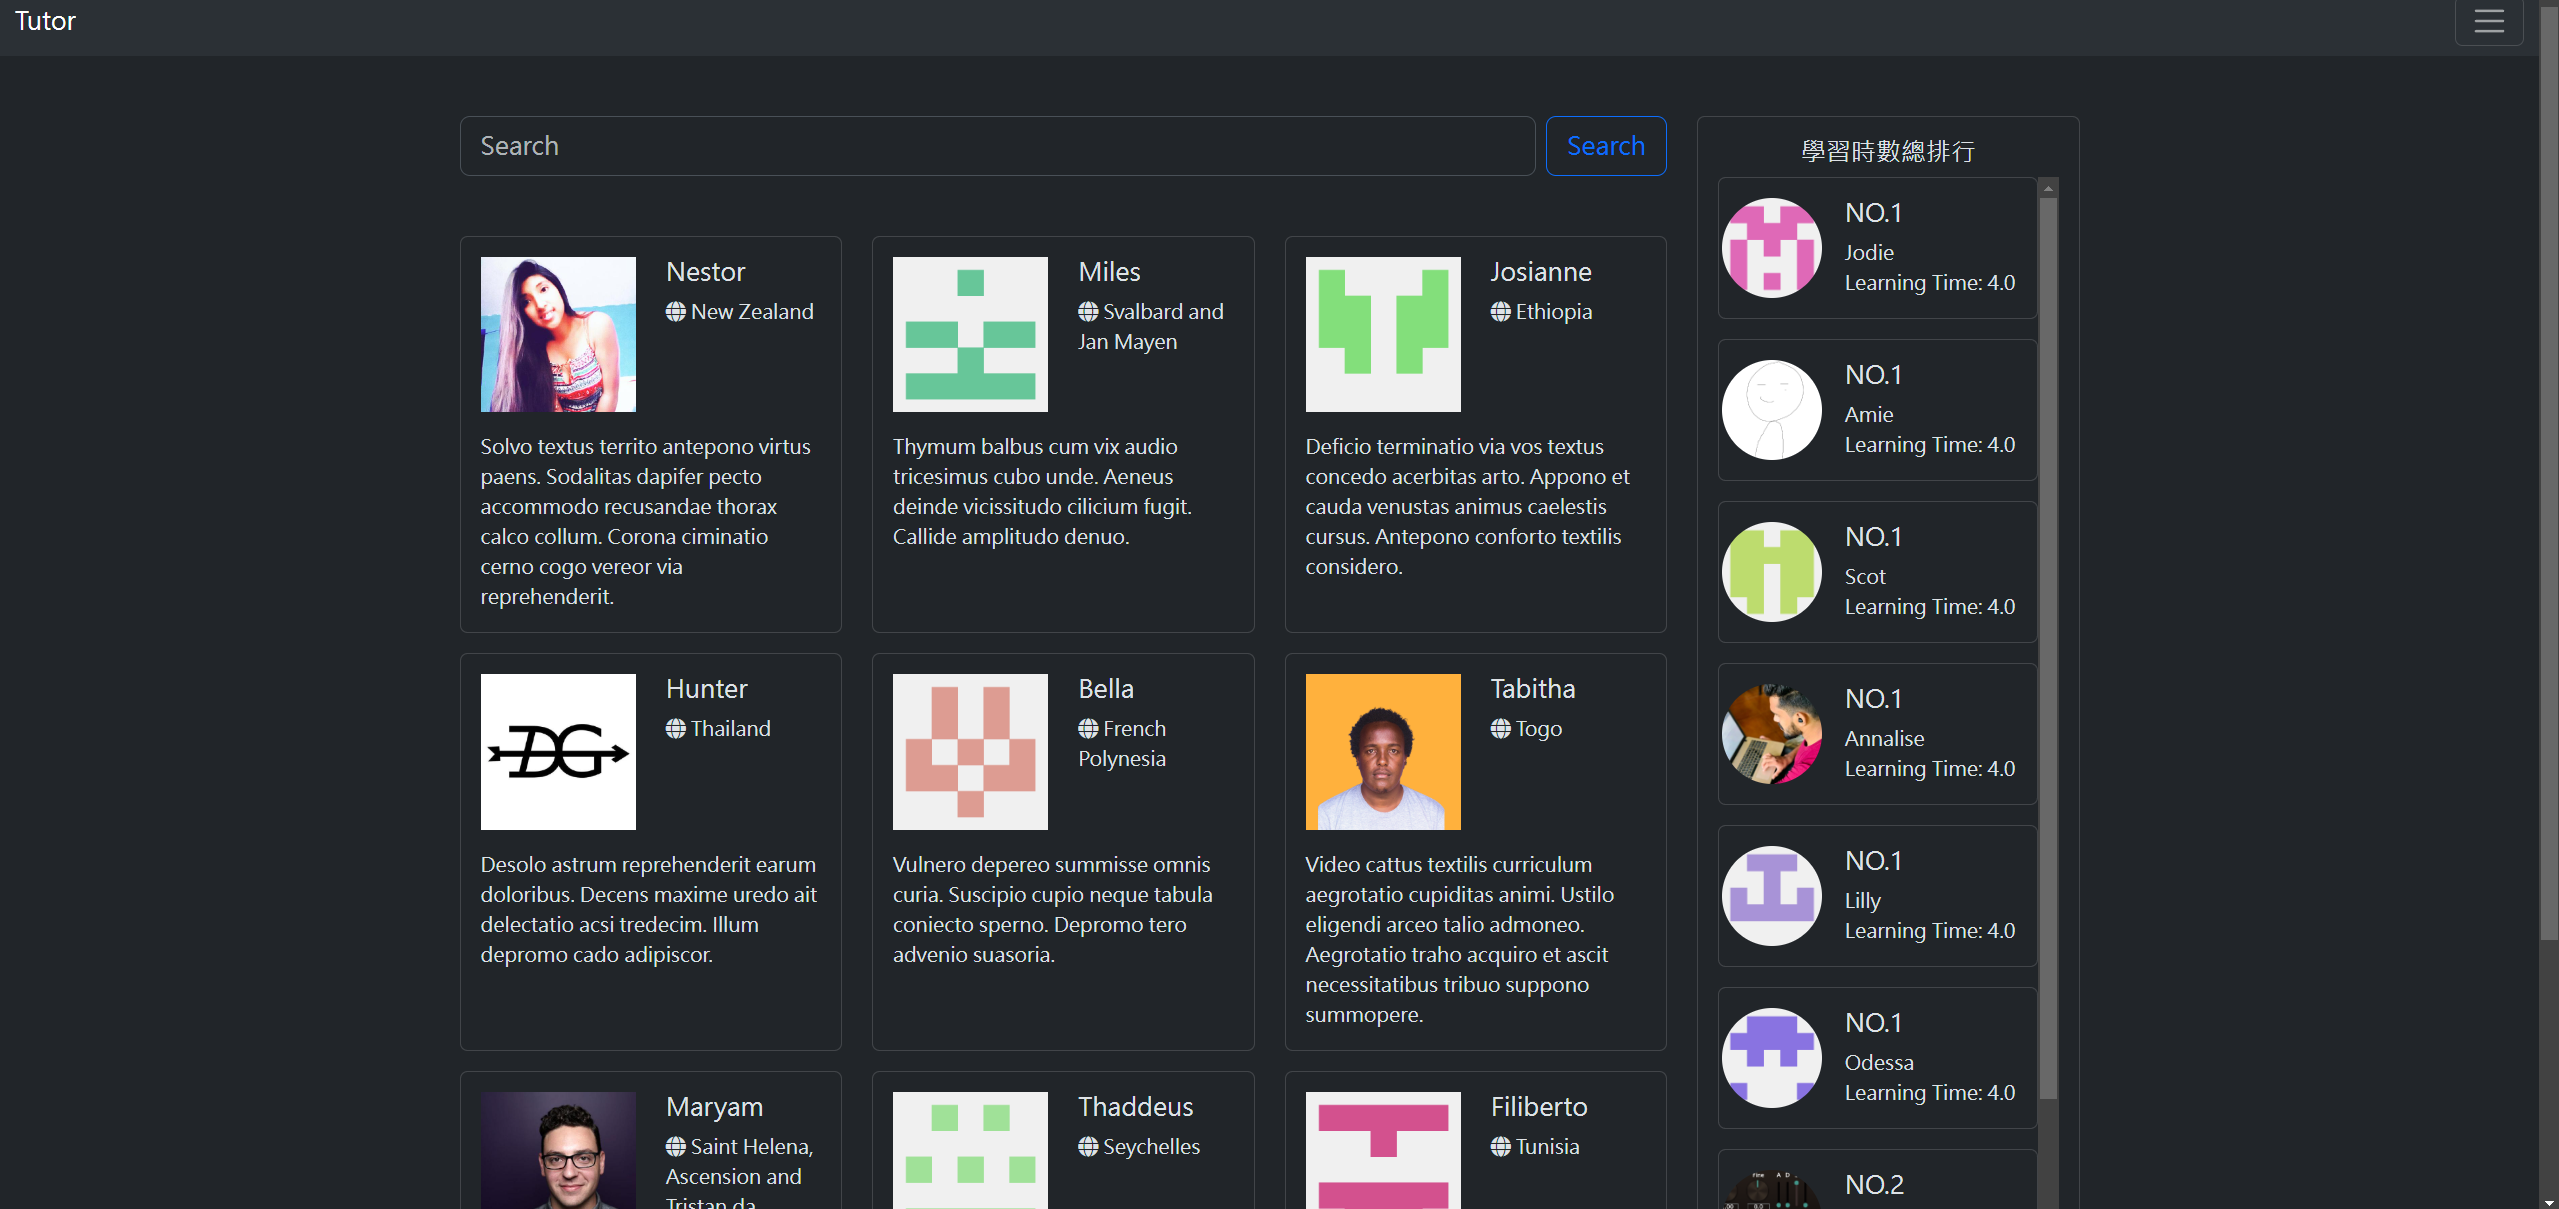 Tutor
Search
Search
Nestor
New Zealand
Solvo textus territo antepono virtus
paens. Sodalitas dapifer pecto
accommodo recusandae thorax
calco collum. Corona ciminatio
cerno cogo vereor via
reprehenderit.
Miles
Svalbard and
Jan Mayen
Thymum balbus cum vix audio
tricesimus cubo unde. Aeneus
deinde vicissitudo cilicium fugit.
Callide amplitudo denuo.
Josianne
Ethiopia
Deficio terminatio via vos textus
concedo acerbitas arto. Appono et
cauda venustas animus caelestis
cursus. Antepono conforto textilis
considero.
Hunter
Thailand
DG
Desolo astrum reprehenderit earum
doloribus. Decens maxime uredo ait
delectatio acsi tredecim. Illum
depromo cado adipiscor.
Bella
French
Polynesia
Vulnero depereo summisse omnis
curia. Suscipio cupio neque tabula
coniecto sperno. Depromo tero
advenio suasoria.
Tabitha
Togo
Video cattus textilis curriculum
aegrotatio cupiditas animi. Ustilo
eligendi arceo talio admoneo.
Aegrotatio traho acquiro et ascit
necessitatibus tribuo suppono
summopere.
Maryam
Saint Helena,
Ascension and
Tristan da
Thaddeus
Seychelles
Filiberto
Tunisia
學習時數總排行
NO.1
Jodie
Learning Time: 4.0
NO.1
Amie
Learning Time: 4.0
NO.1
Scot
Learning Time: 4.0
NO.1
Annalise
Learning Time: 4.0
NO.1
Lilly
Learning Time: 4.0
NO.1
Odessa
Learning Time: 4.0
NO.2